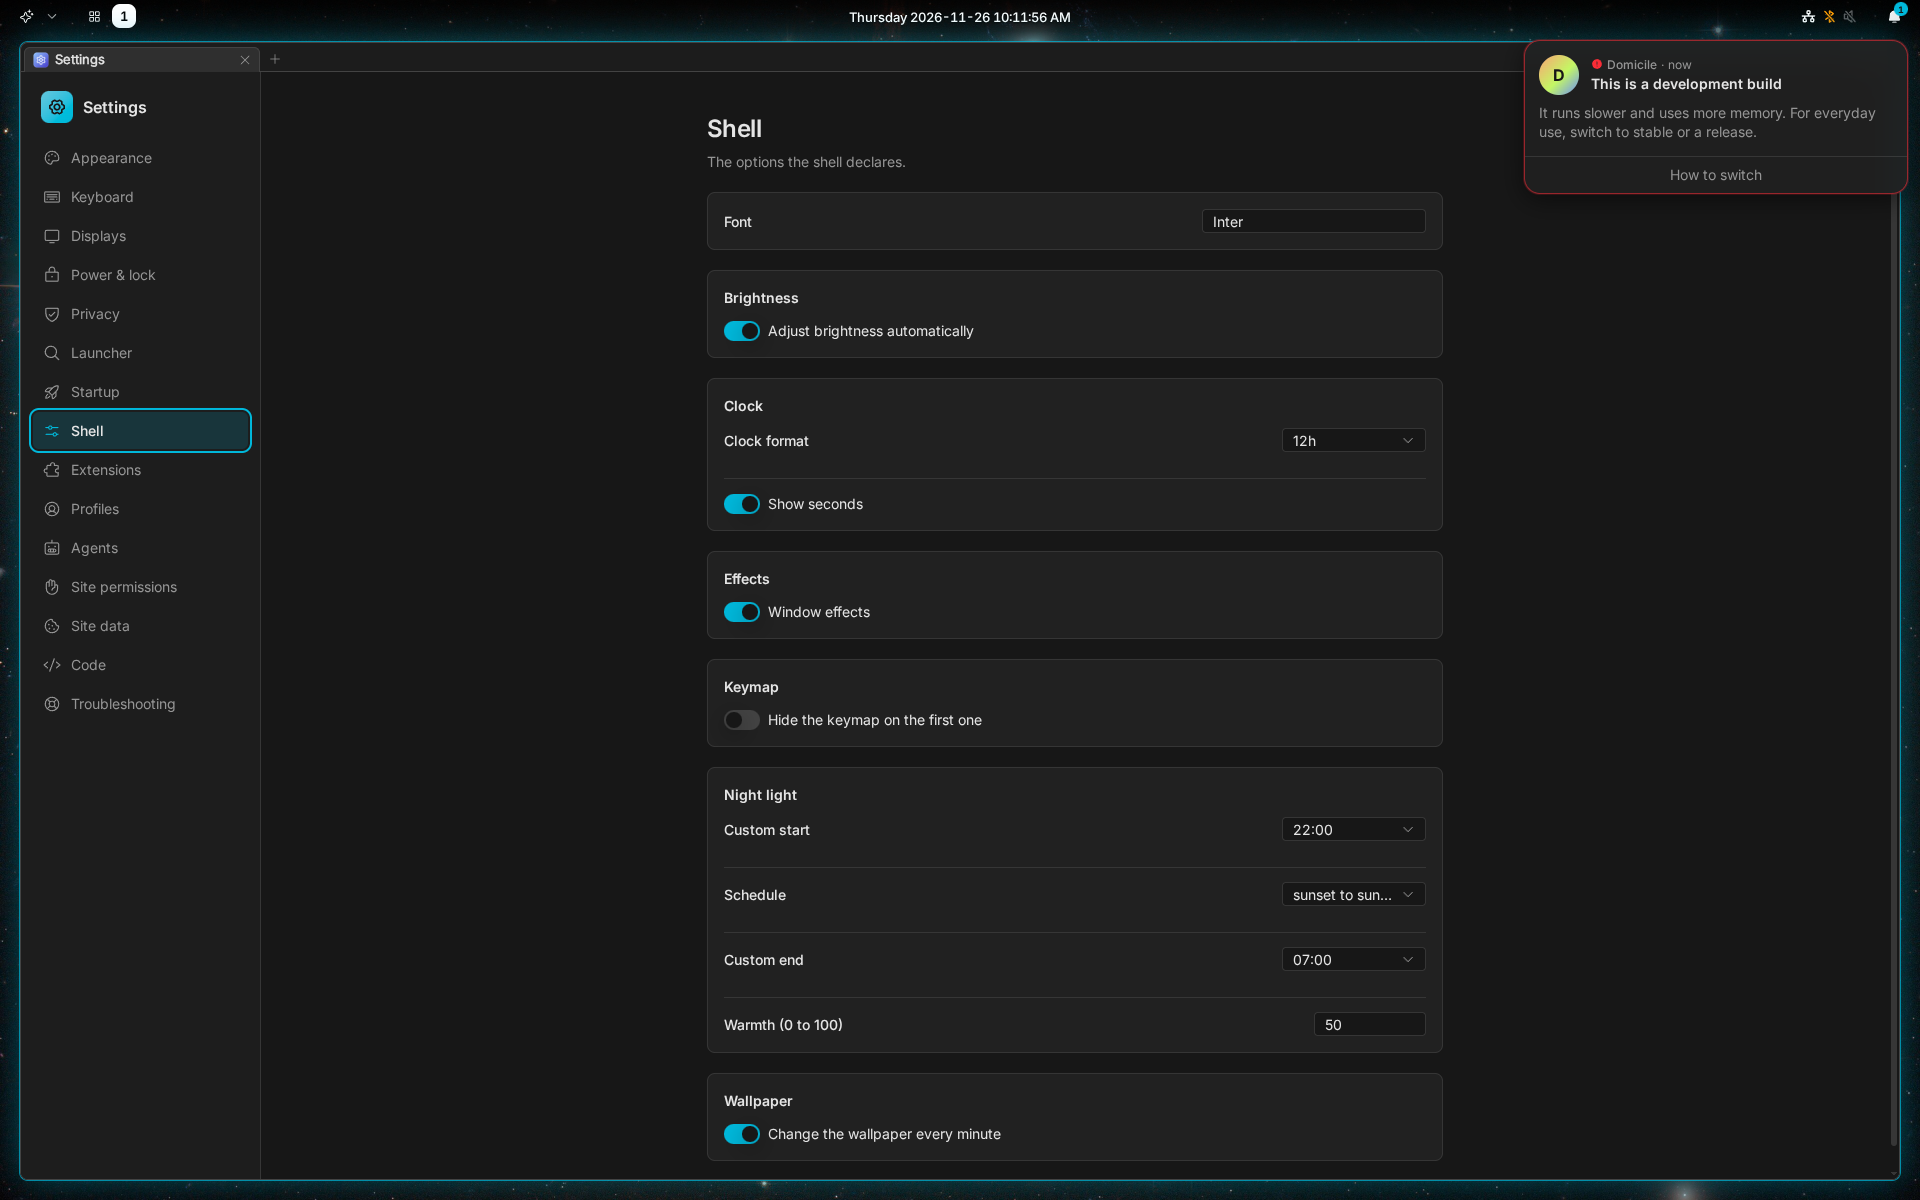 1
Thursday 2026-11-26 10:11:56 AM
1
Settings
Settings
Appearance
Keyboard
Displays
Power & lock
Privacy
Launcher
Startup
Shell
Extensions
Profiles
Agents
Site permissions
Site data
Code
Troubleshooting
Shell
The options the shell declares.
Font
Inter
Brightness
Adjust brightness automatically
Clock
Clock format
12h
Show seconds
Effects
Window effects
Keymap
Hide the keymap on the first one
Night light
Custom start
22:00
Schedule
sunset to sun...
Custom end
07:00
Warmth (0 to 100)
50
Wallpaper
Change the wallpaper every minute
D
Domicile · now
This is a development build
It runs slower and uses more memory. For everyday
use, switch to stable or a release.
How to switch